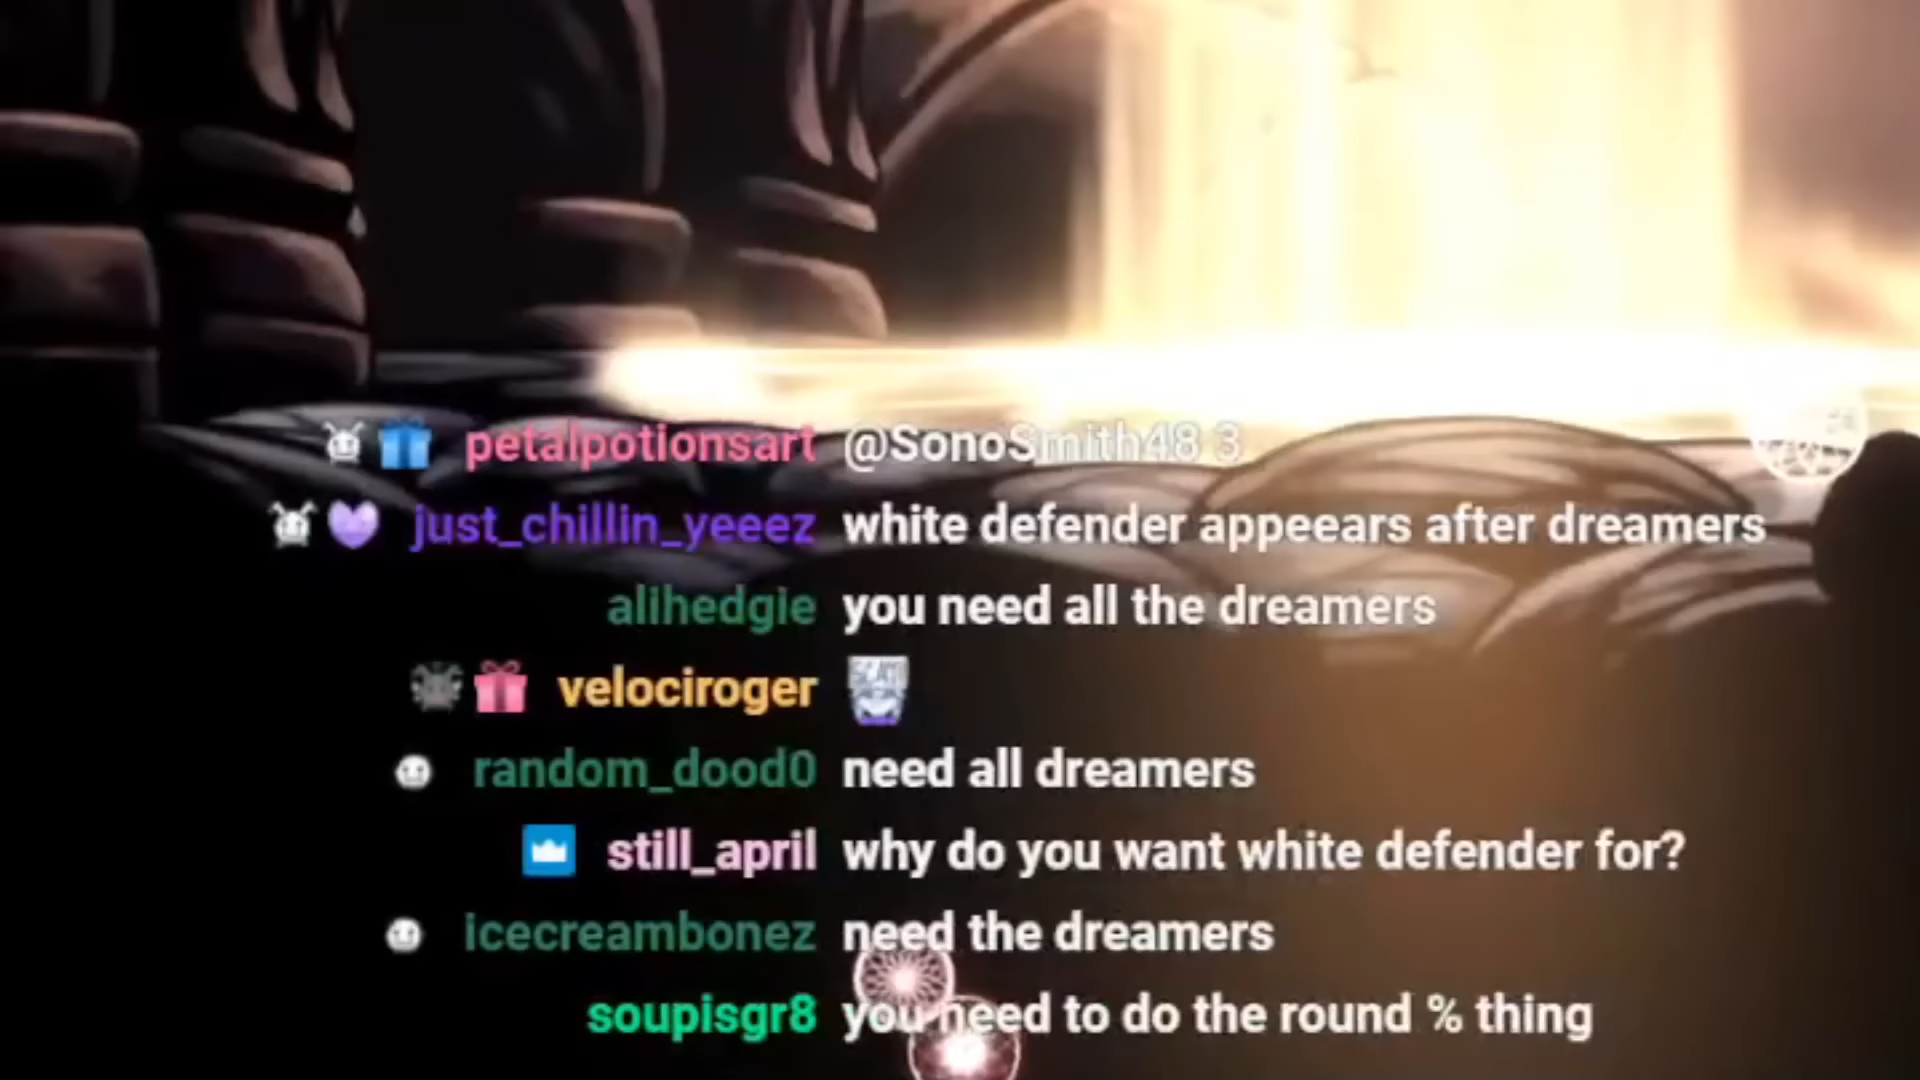 petalpotionsart @SonoSmith48 3
just_chillin_yeeez white defender appeears after dreamers
alihedgie you need all the dreamers
velociroger
random_dood0 need all dreamers
still_april why do you want white defender for?
icecreambonez need the dreamers
soupisgr8 you need to do the round % thing